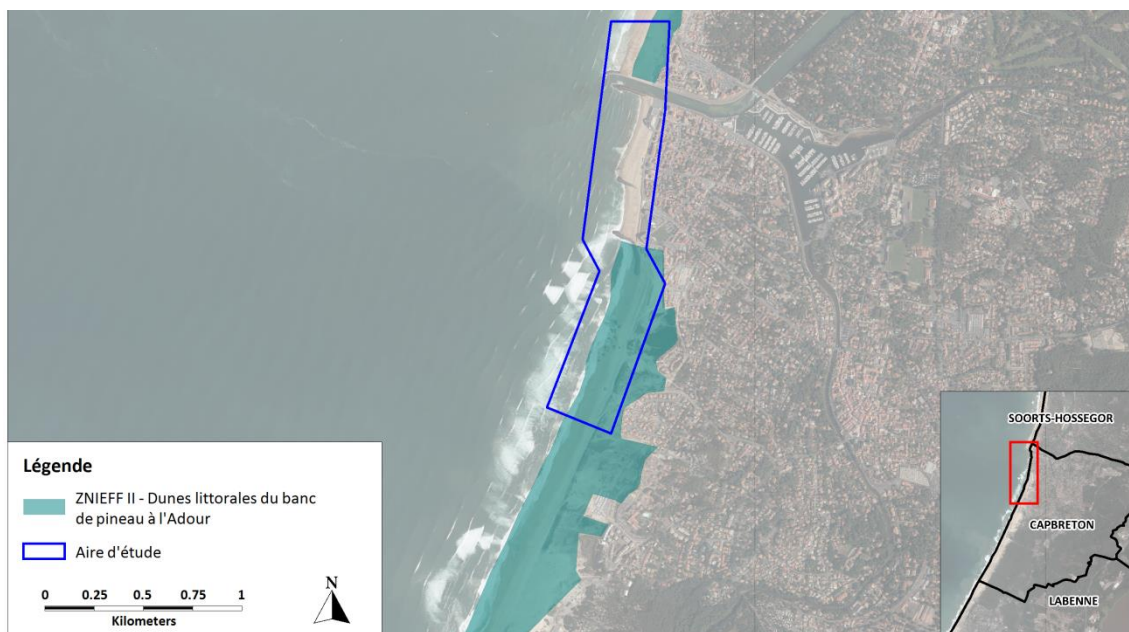 Légende
ZNIEFF II - Dunes littorales du banc
de pineau à l'Adour
Aire d'étude
0 0.25 0.5 0.75 1
Kilometers
N
SOORTS-HOSSEGOR
CAPBRETON
LABENNE